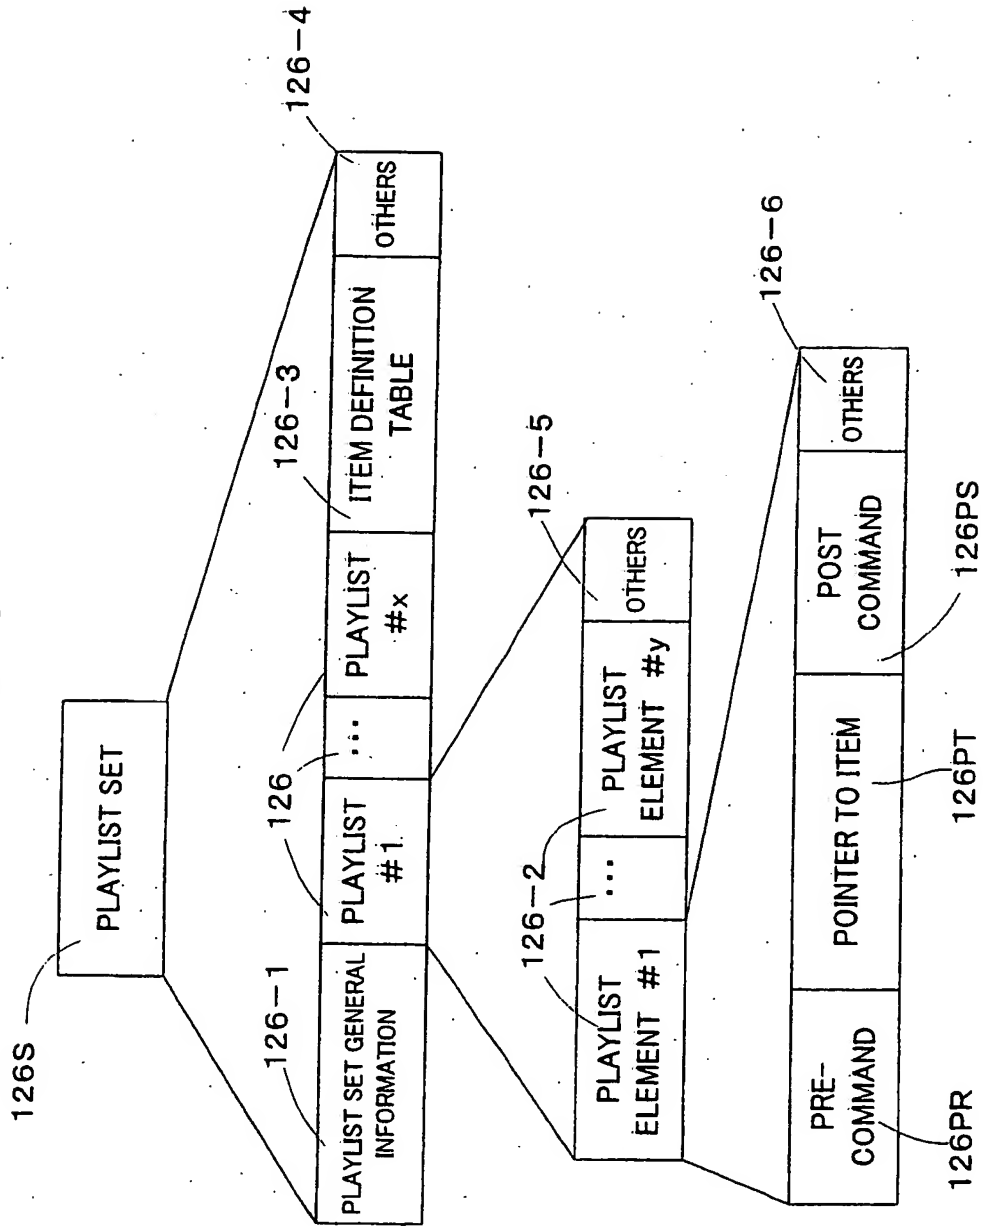 126S
PLAYLIST SET
126-1
126
126-3
126-4
PLAYLIST SET GENERAL
INFORMATION
PLAYLIST
#1
...
PLAYLIST
#x
ITEM DEFINITION
TABLE
OTHERS
126-2
126-5
PLAYLIST
ELEMENT #1
...
PLAYLIST
ELEMENT #y
OTHERS
126-6
PRE-
COMMAND
POINTER TO ITEM
POST
COMMAND
OTHERS
126PR
126PT
126PS